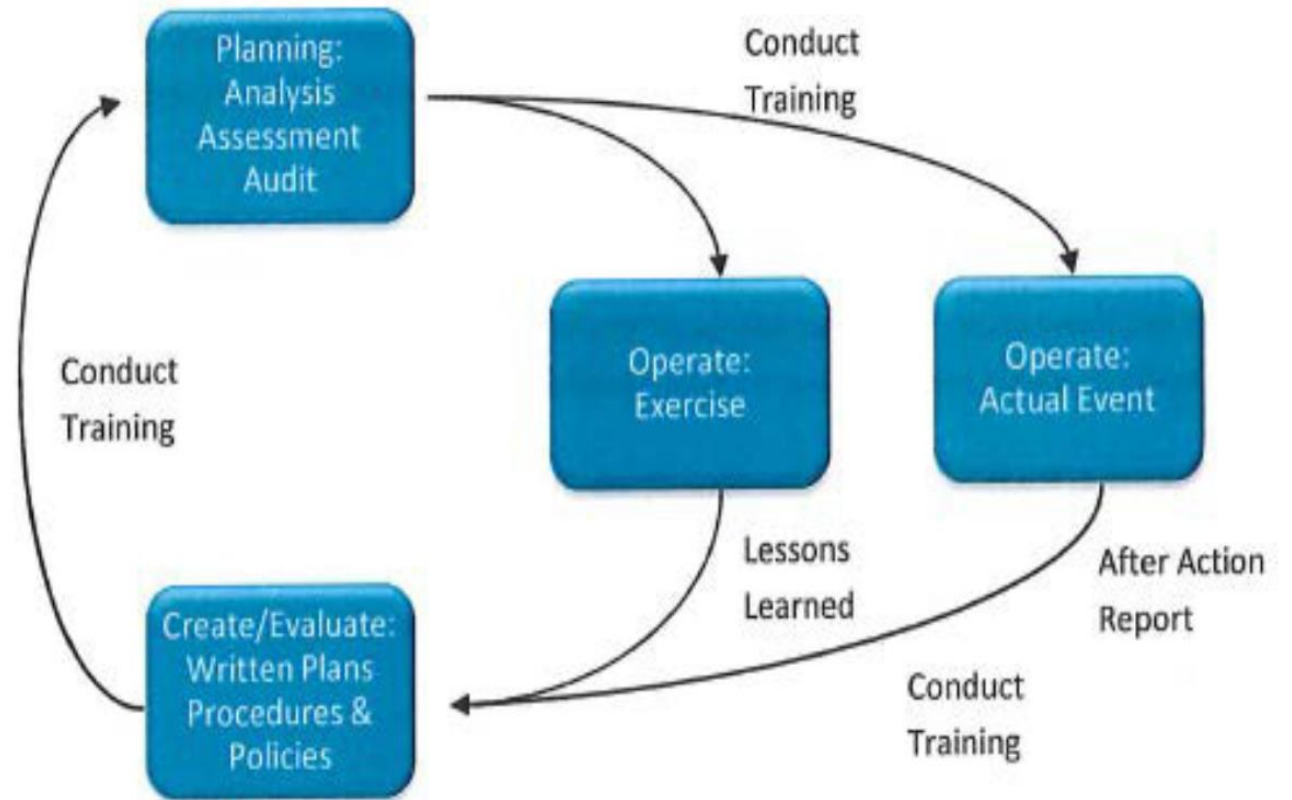 Planning:
Analysis
Assessment
Audit
Conduct
Training
Operate:
Exercise
Operate:
Actual Event
Conduct
Training
Lessons
Learned
After Action
Report
Create/Evaluate:
Written Plans
Procedures &
Policies
Conduct
Training